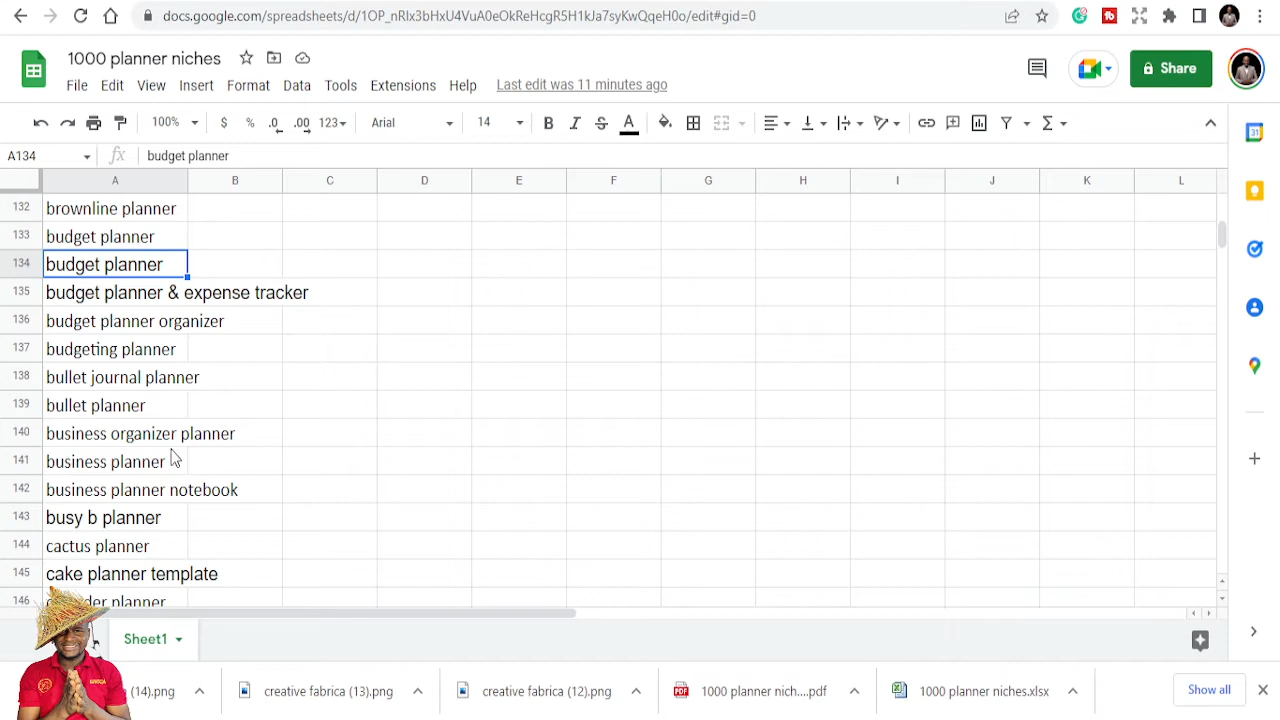 docs.google.com/spreadsheets/d/1OP_nRIx3bHxU4VuA0eOkReHcgR5H1kJa7syKwQqeH0o/edit#gid=0
1000 planner niches
File Edit View Insert Format Data Tools Extensions Help Last edit was 11 minutes ago
Share
100% $ % .0 .00 123 Arial 14 B I S A
A134 fx budget planner
A B C D E F G H I J K L
132 brownline planner
133 budget planner
134 budget planner
135 budget planner & expense tracker
136 budget planner organizer
137 budgeting planner
138 bullet journal planner
139 bullet planner
140 business organizer planner
141 business planner
142 business planner notebook
143 busy b planner
144 cactus planner
145 cake planner template
146 planner
Sheet1
(14).png creative fabrica (13).png creative fabrica (12).png 1000 planner nich....pdf 1000 planner niches.xlsx Show all